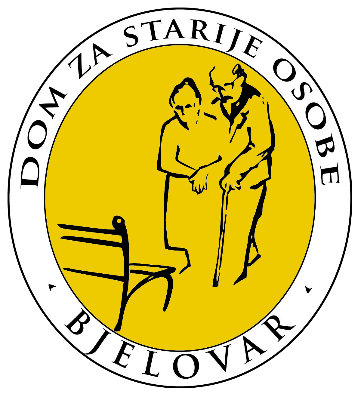 DOM ZA STARIJE OSOBE
BJELOVAR